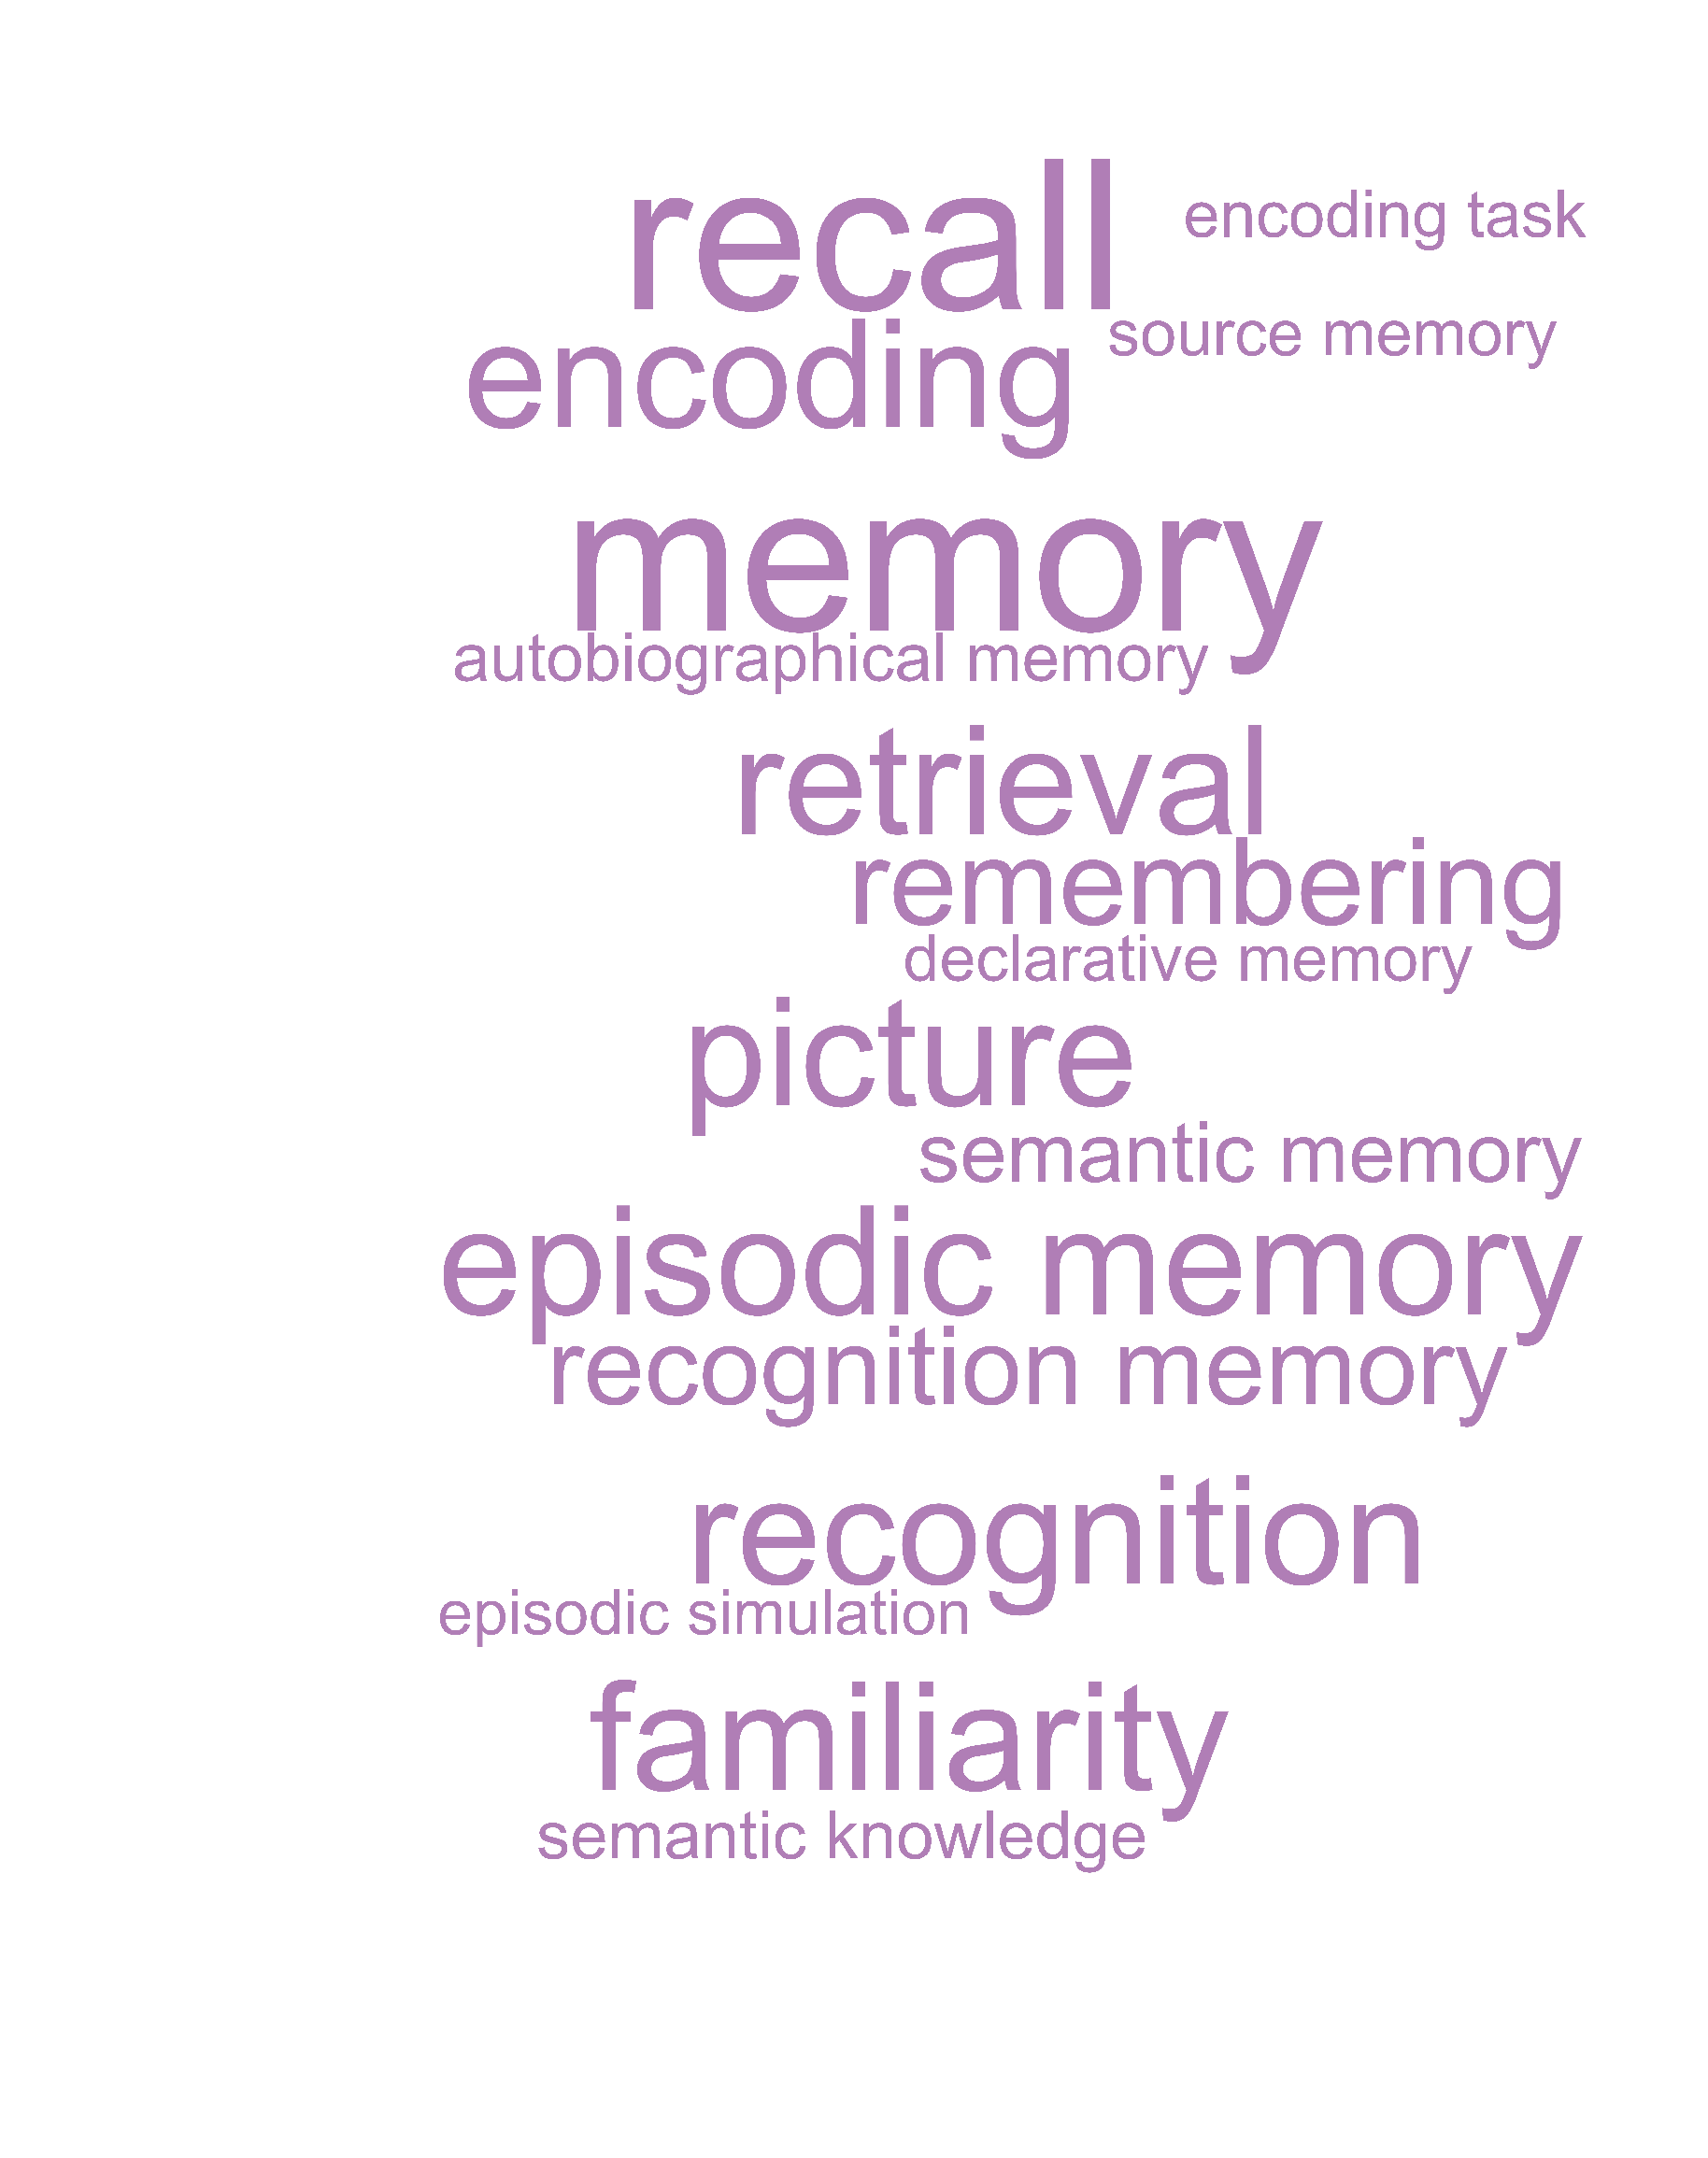 recall
encoding task
source memory
encoding
memory
autobiographical memory
retrieval
remembering
declarative memory
picture
semantic memory
episodic memory
recognition memory
recognition
episodic simulation
familiarity
semantic knowledge